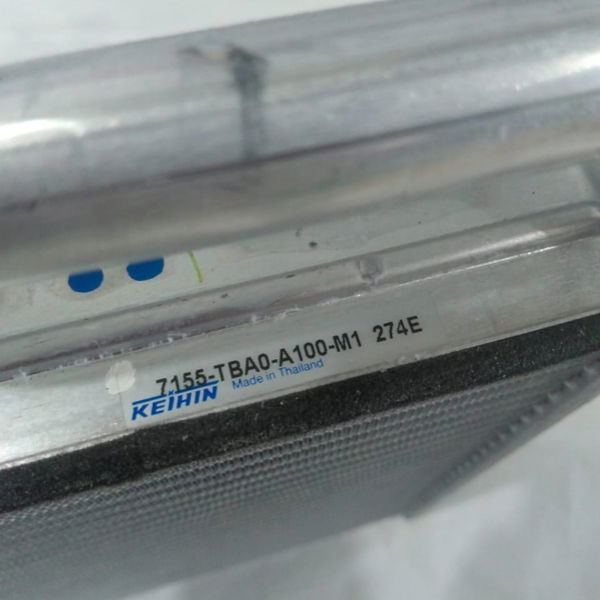 7155-TBA0-A100-M1 274E
KEIHIN Made in Thailand